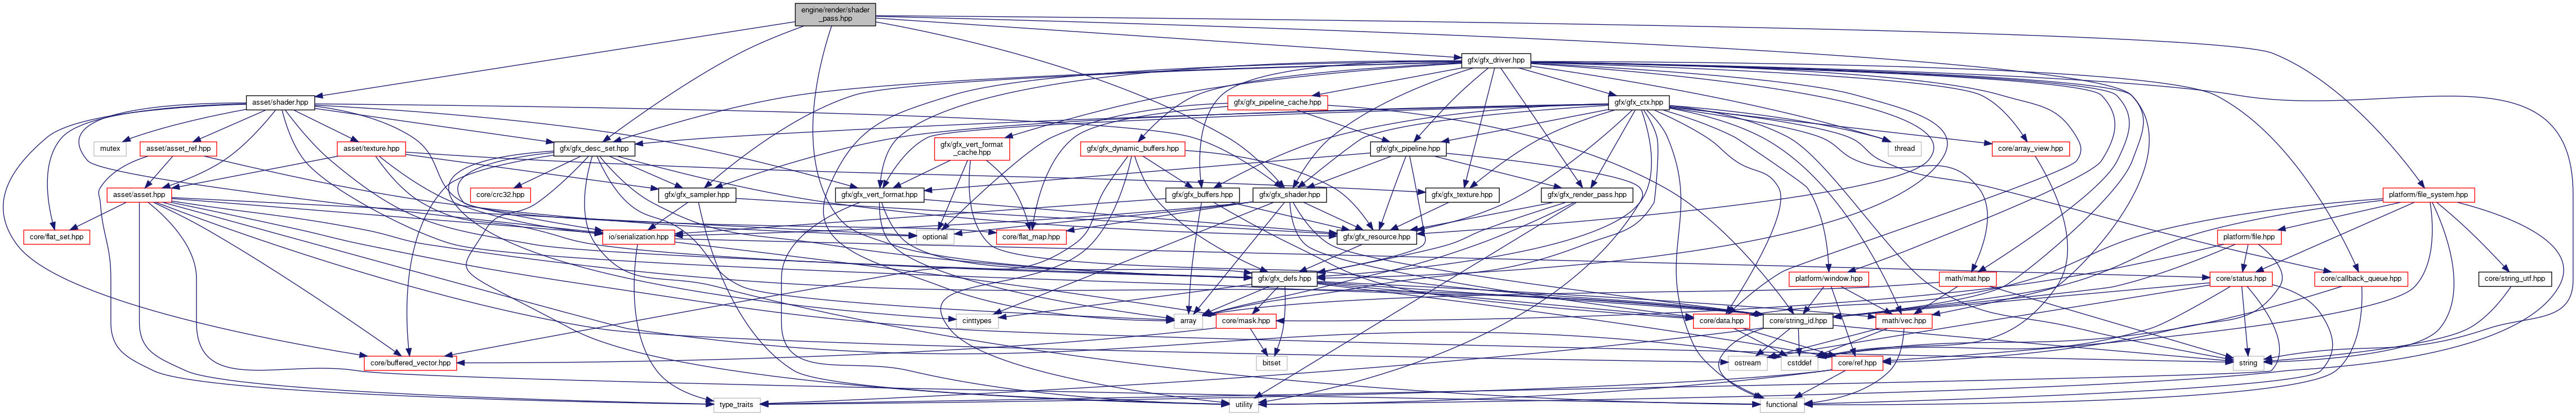 engine/render/shader
_pass.hpp
gfx/gfx_driver.hpp
asset/shader.hpp
gfx/gfx_pipeline_cache.hpp
gfx/gfx_ctx.hpp
mutex
asset/asset_ref.hpp
asset/texture.hpp
gfx/gfx_desc_set.hpp
gfx/gfx_vert_format
_cache.hpp
gfx/gfx_dynamic_buffers.hpp
gfx/gfx_pipeline.hpp
thread
core/array_view.hpp
asset/asset.hpp
core/crc32.hpp
gfx/gfx_sampler.hpp
gfx/gfx_vert_format.hpp
gfx/gfx_buffers.hpp
gfx/gfx_shader.hpp
gfx/gfx_texture.hpp
gfx/gfx_render_pass.hpp
platform/file_system.hpp
core/flat_set.hpp
io/serialization.hpp
optional
core/flat_map.hpp
gfx/gfx_resource.hpp
platform/file.hpp
gfx/gfx_defs.hpp
platform/window.hpp
math/mat.hpp
core/status.hpp
core/callback_queue.hpp
core/string_utf.hpp
cinttypes
array
core/mask.hpp
core/data.hpp
core/string_id.hpp
math/vec.hpp
core/buffered_vector.hpp
bitset
ostream
cstddef
core/ref.hpp
string
type_traits
utility
functional